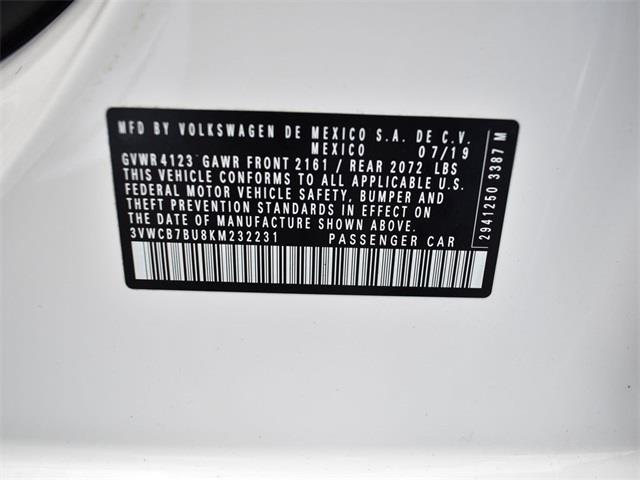 MFD BY VOLKSWAGEN DE MEXICO S.A. DE C.V.
MEXICO 07/19
GVWR 4123 GAWR FRONT 2161 / REAR 2072 LBS
THIS VEHICLE CONFORMS TO ALL APPLICABLE U.S.
FEDERAL MOTOR VEHICLE SAFETY, BUMPER AND
THEFT PREVENTION STANDARDS IN EFFECT ON
THE DATE OF MANUFACTURE SHOWN ABOVE.
3VWCB7BU8KM232231 PASSENGER CAR
2941250 3387 M